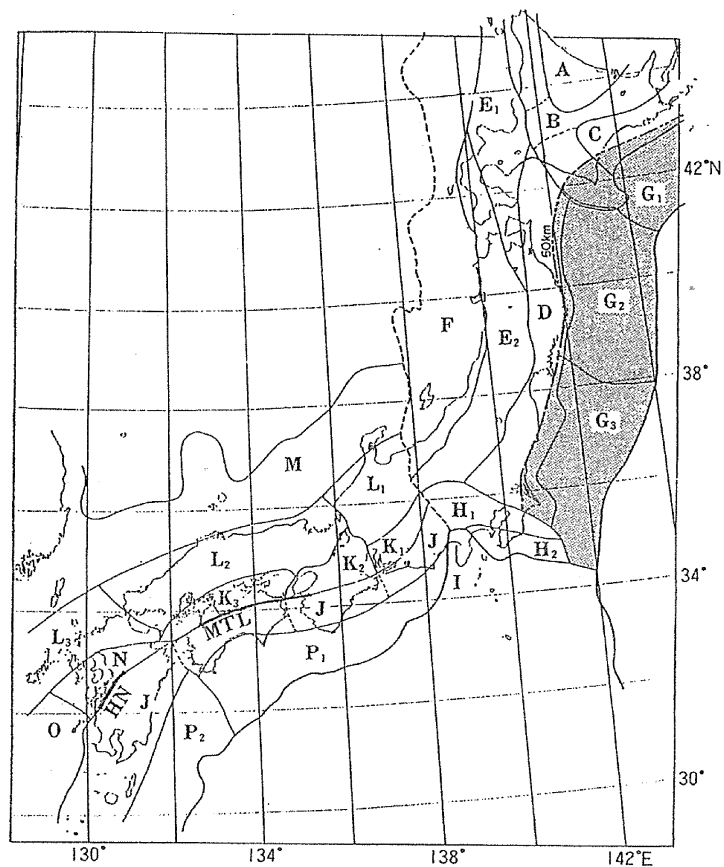 A
E₁
B
C
42°N
G₁
50km
G₂
F
E₂
D
38°
G₃
M
L₁
H₁
L₂
K₁
J
K₂
H₂
I
34°
K₃
J
MTL
L₃
P₁
N
HN
J
O
P₂
30°
130°
134°
138°
142°E